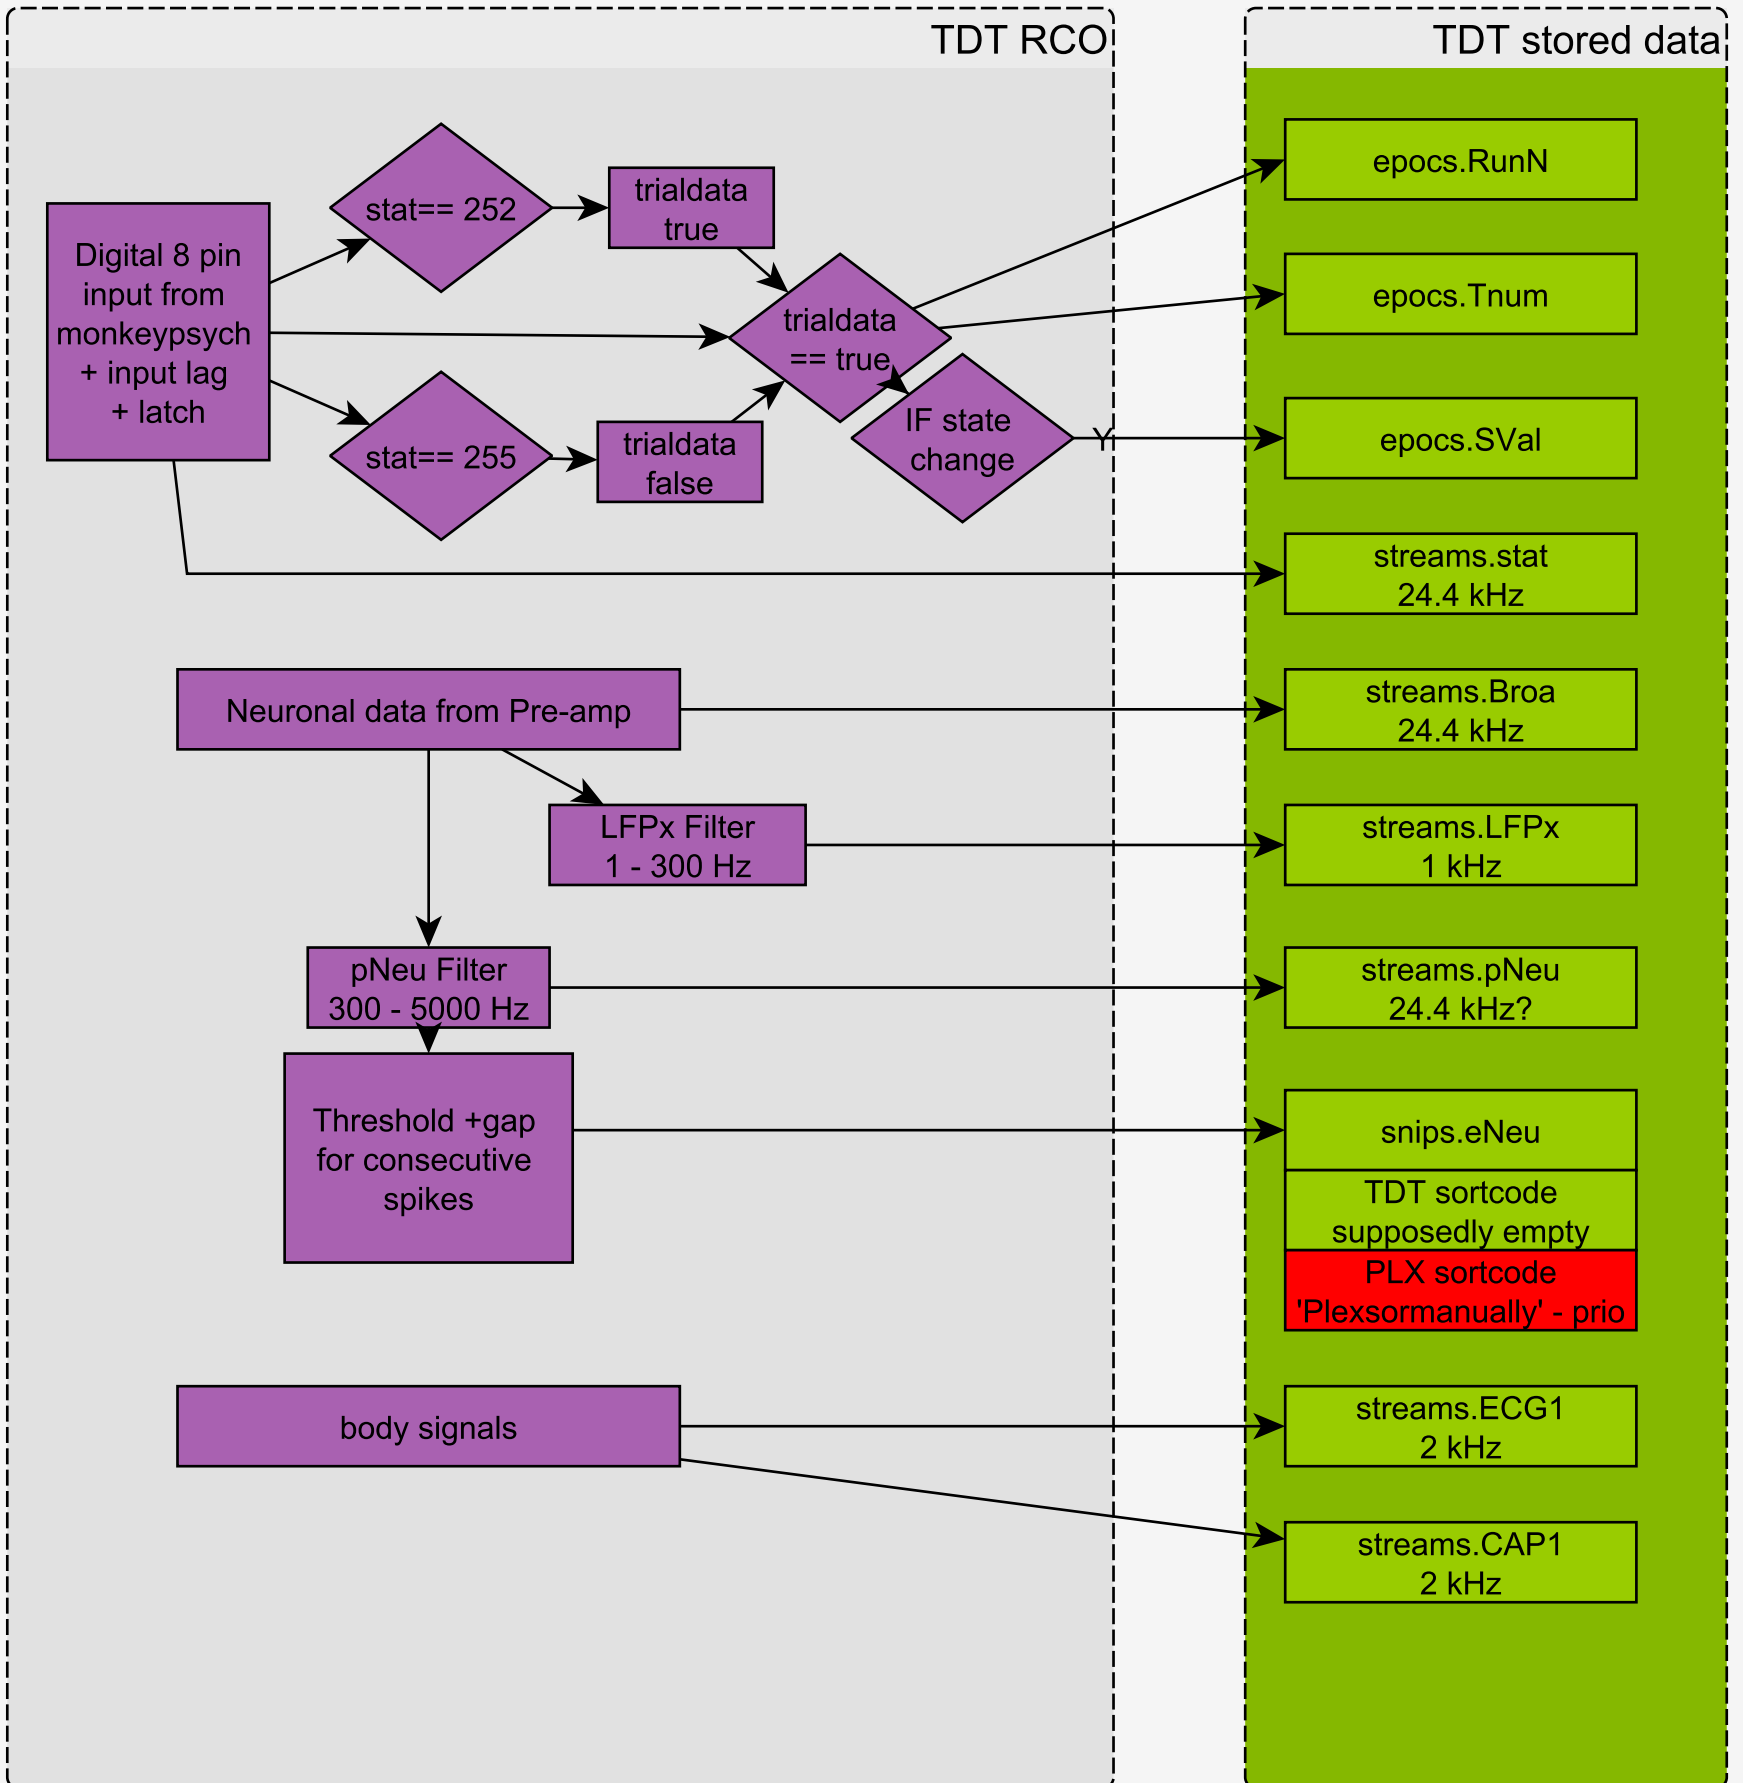 TDT RCO
stat== 252
trialdata
true
Digital 8 pin
input from
monkeypsych
+ input lag
+ latch
trialdata
== true
stat== 255
trialdata
false
IF state
change
Y
Neuronal data from Pre-amp
LFPx Filter
1 - 300 Hz
pNeu Filter
300 - 5000 Hz
Threshold +gap
for consecutive
spikes
body signals
TDT stored data
epocs.RunN
epocs.Tnum
epocs.SVal
streams.stat
24.4 kHz
streams.Broa
24.4 kHz
streams.LFPx
1 kHz
streams.pNeu
24.4 kHz?
snips.eNeu
TDT sortcode
supposedly empty
PLX sortcode
'Plexsormanually' - prio
streams.ECG1
2 kHz
streams.CAP1
2 kHz